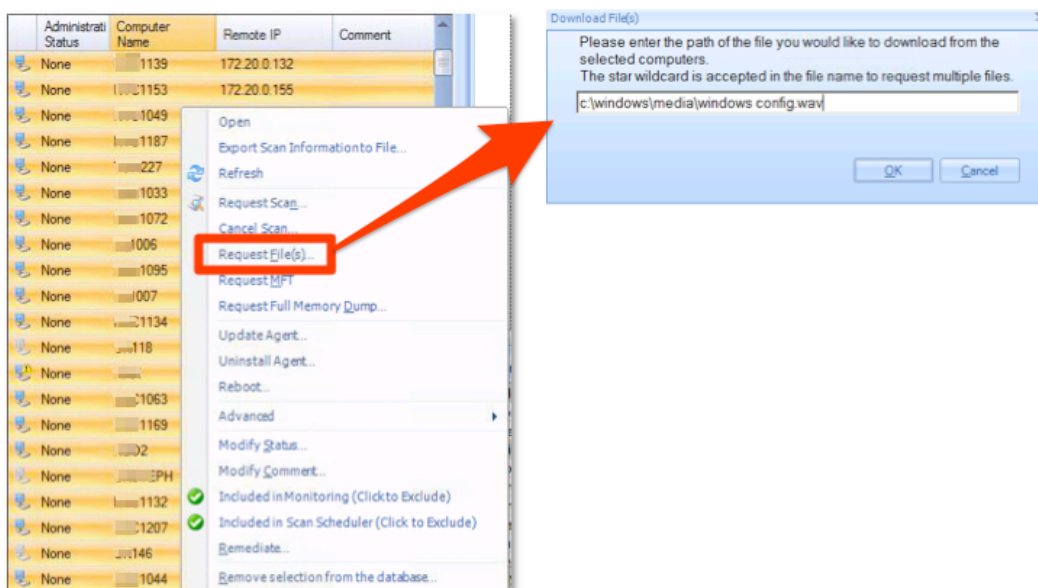 Administrati Status
Computer Name
Remote IP
Comment
None 1139 172.20.0.132
None 1153 172.20.0.155
None 1049
None 1187
None 227
None 1033
None 1072
None 1006
None 1095
None 007
None 1134
None 118
None
None 1063
None 1169
None 2
None PH
None 1132
None 1207
None 146
None 1044
Open
Export Scan Information to File...
Refresh
Request Scan...
Cancel Scan...
Request File(s)...
Request MFT
Request Full Memory Dump...
Update Agent...
Uninstall Agent...
Reboot...
Advanced
Modify Status...
Modify Comment...
Included in Monitoring (Click to Exclude)
Included in Scan Scheduler (Click to Exclude)
Remediate...
Remove selection from the database...
Download File(s)
Please enter the path of the file you would like to download from the
selected computers.
The star wildcard is accepted in the file name to request multiple files.
c:\windows\media\windows config.wav
OK
Cancel